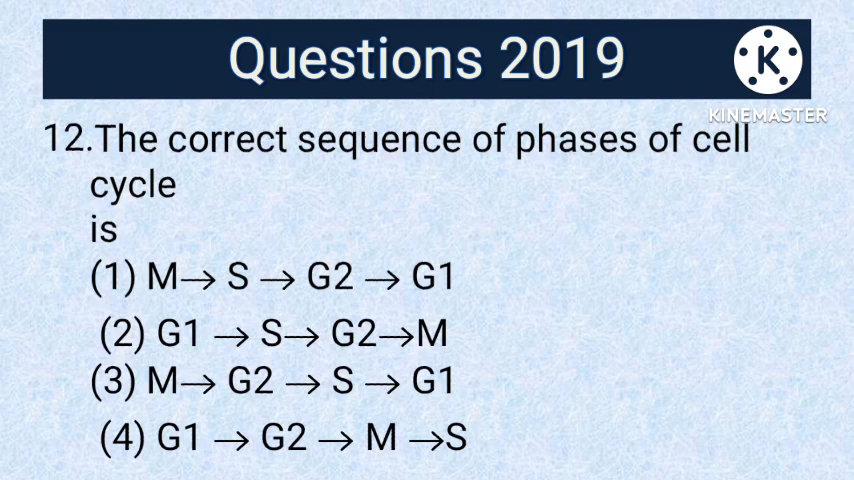 Questions 2019
K
KINEMASTER
12.The correct sequence of phases of cell
cycle
is
(1) M→ S → G2 → G1
(2) G1 → S→ G2→M
(3) M→ G2 → S → G1
(4) G1 → G2 → M →S